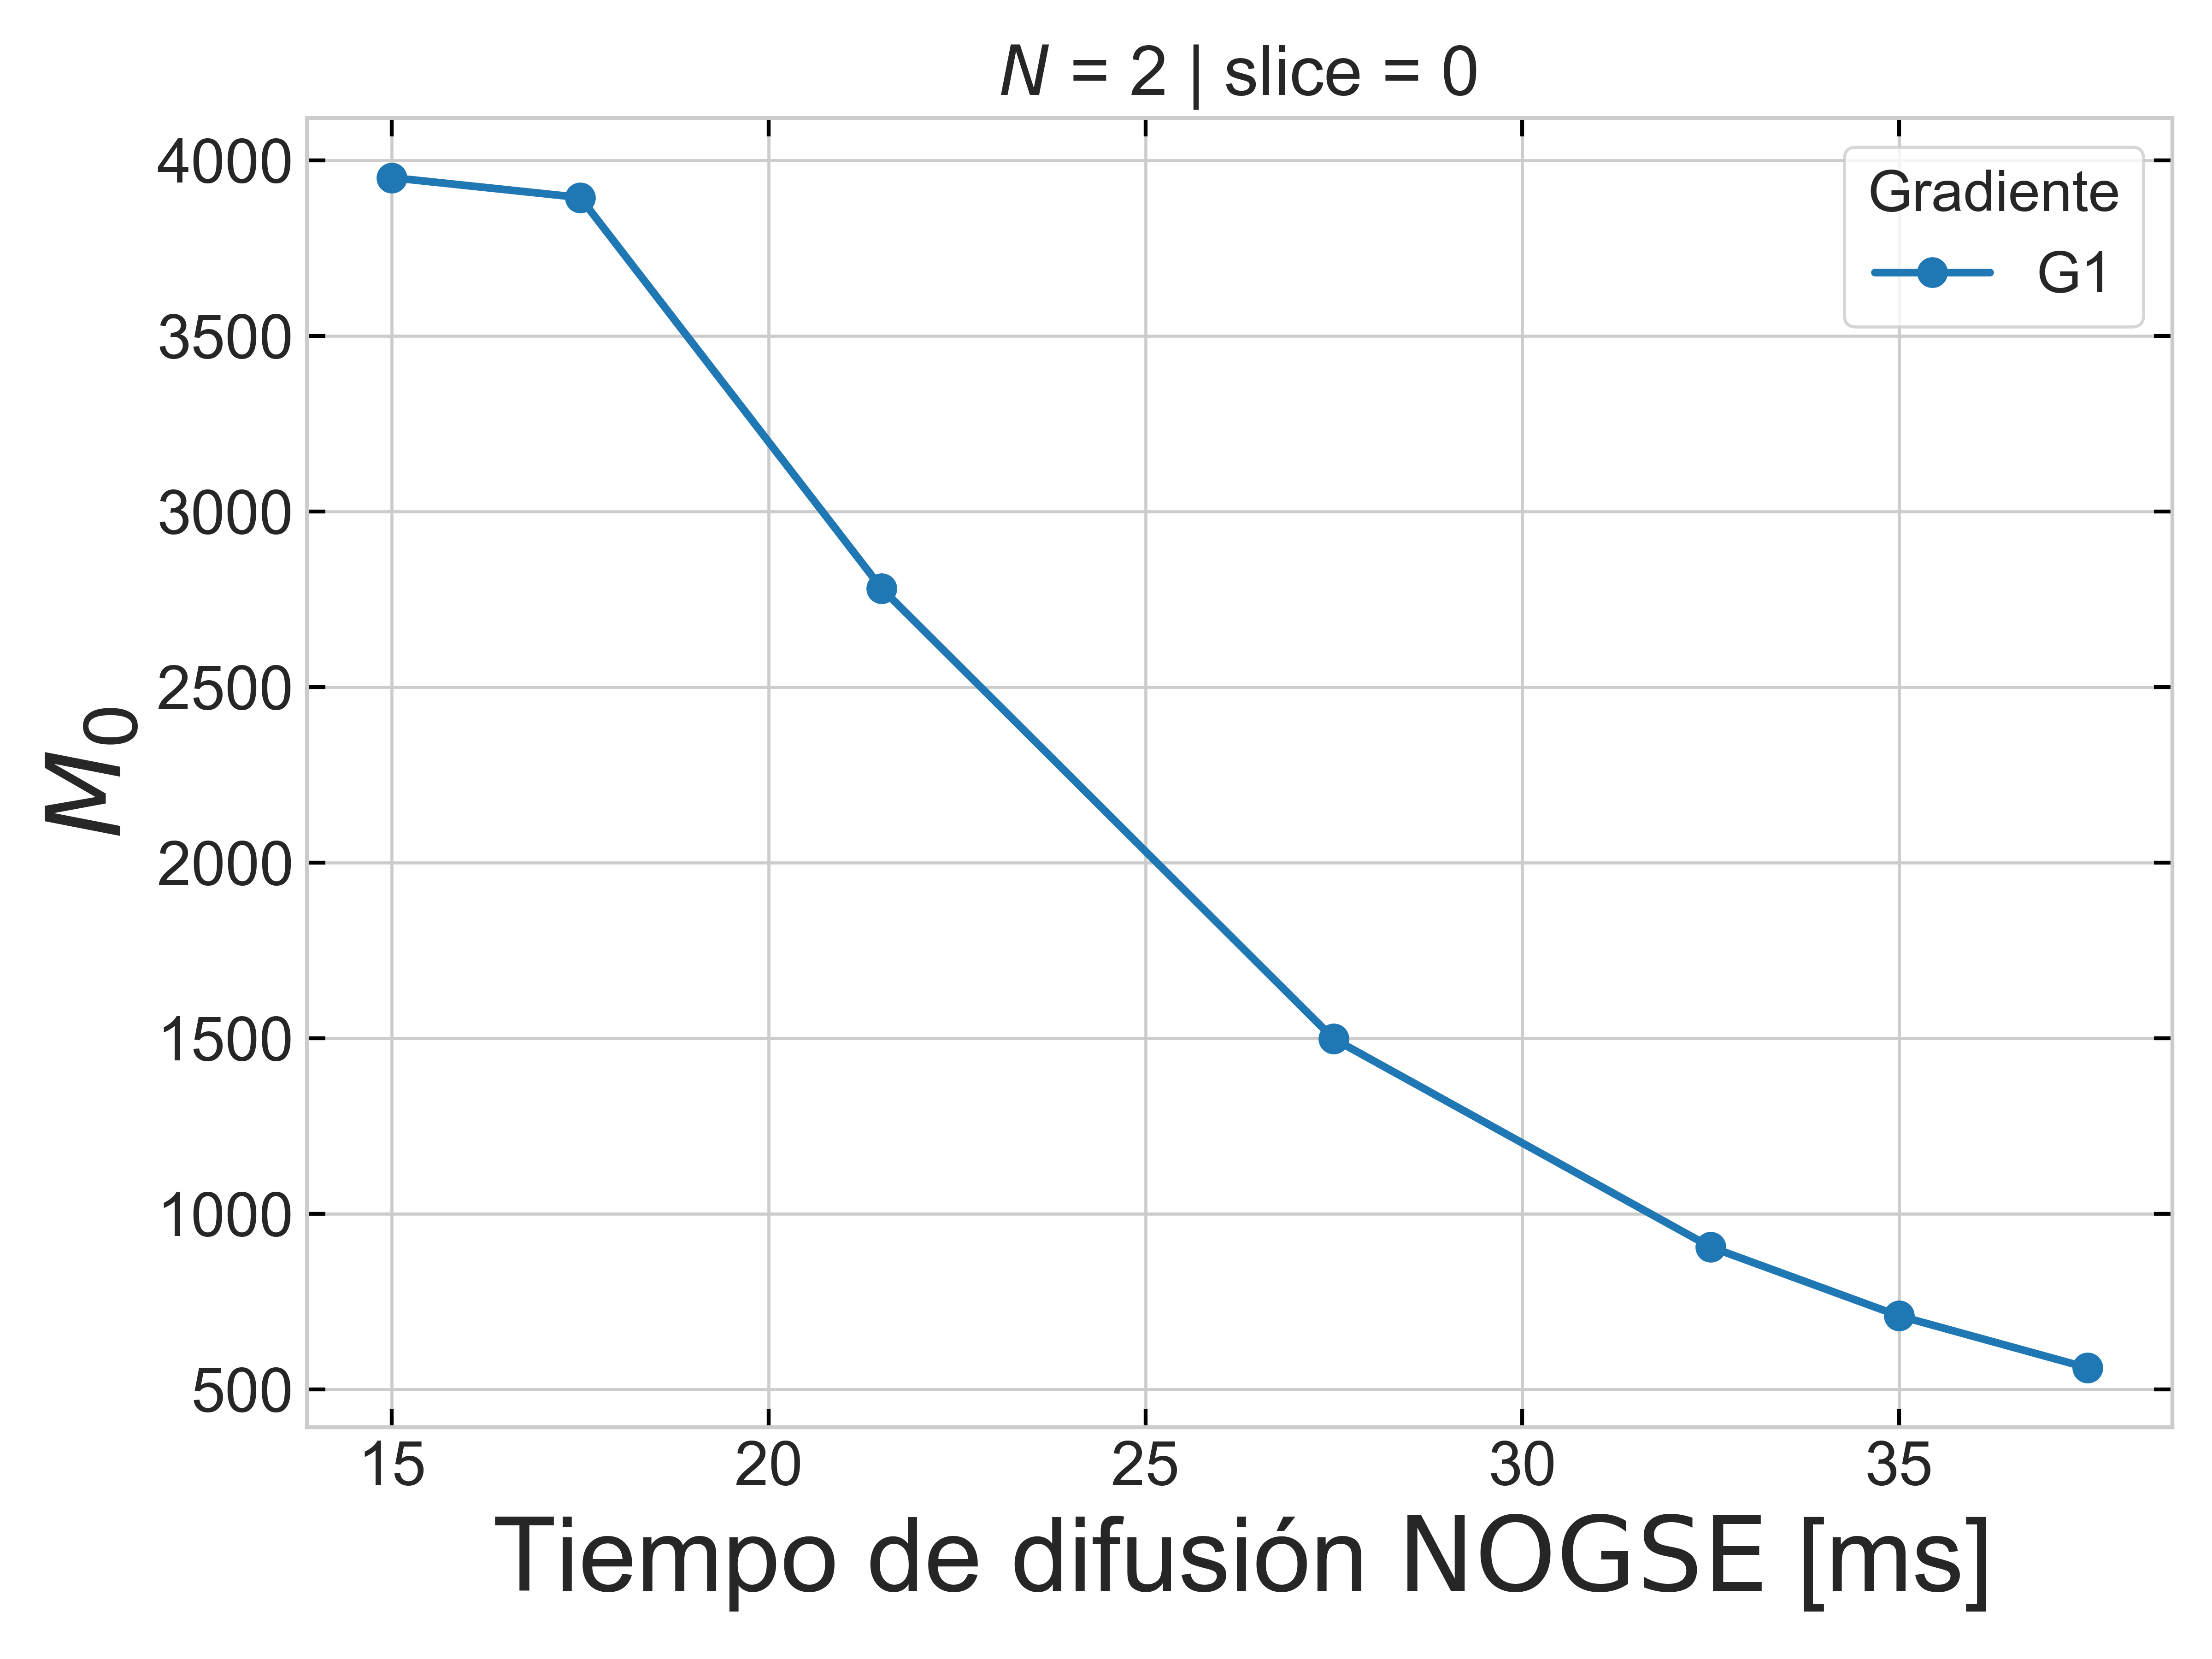 N = 2 | slice = 0
Gradiente
G1
M0
4000
3500
3000
2500
2000
1500
1000
500
15 20 25 30 35
Tiempo de difusión NOGSE [ms]